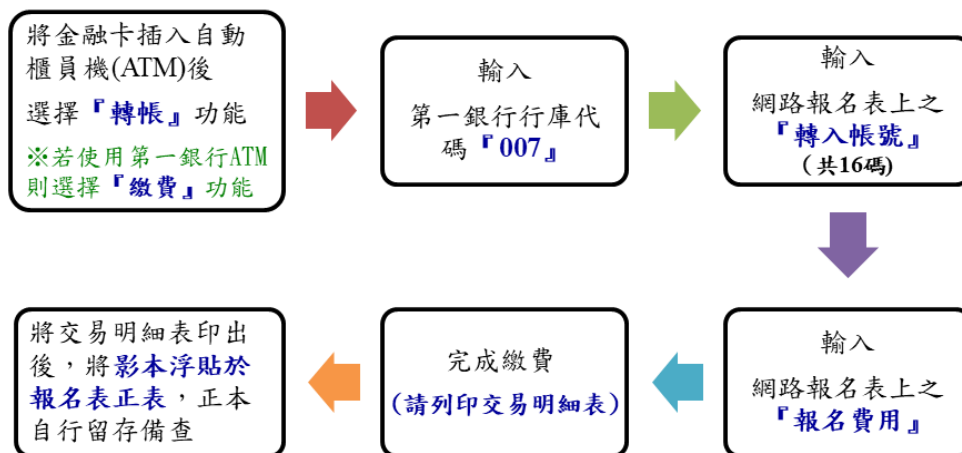 將金融卡插入自動
櫃員機(ATM)後
選擇『轉帳』功能
※若使用第一銀行ATM
則選擇『繳費』功能
輸入
第一銀行行庫代
碼『007』
輸入
網路報名表上之
『轉入帳號』
(共16碼)
輸入
網路報名表上之
『報名費用』
完成繳費
(請列印交易明細表)
將交易明細表印出
後，將影本浮貼於
報名表正表，正本
自行留存備查